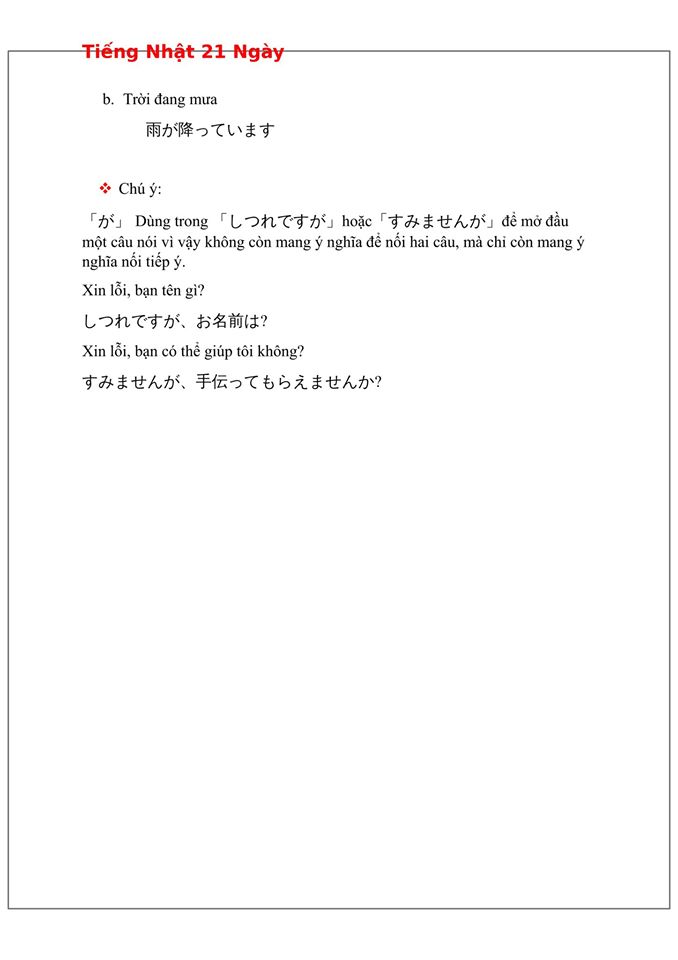 Tiếng Nhật 21 Ngày
b. Trời đang mưa
雨が降っています
❖ Chú ý:
「が」 Dùng trong 「しつれですが」hoặc「すみませんが」để mở đầu
một câu nói vì vậy không còn mang ý nghĩa để nối hai câu, mà chỉ còn mang ý
nghĩa nối tiếp ý.
Xin lỗi, bạn tên gì?
しつれですが、お名前は?
Xin lỗi, bạn có thể giúp tôi không?
すみませんが、手伝ってもらえませんか?